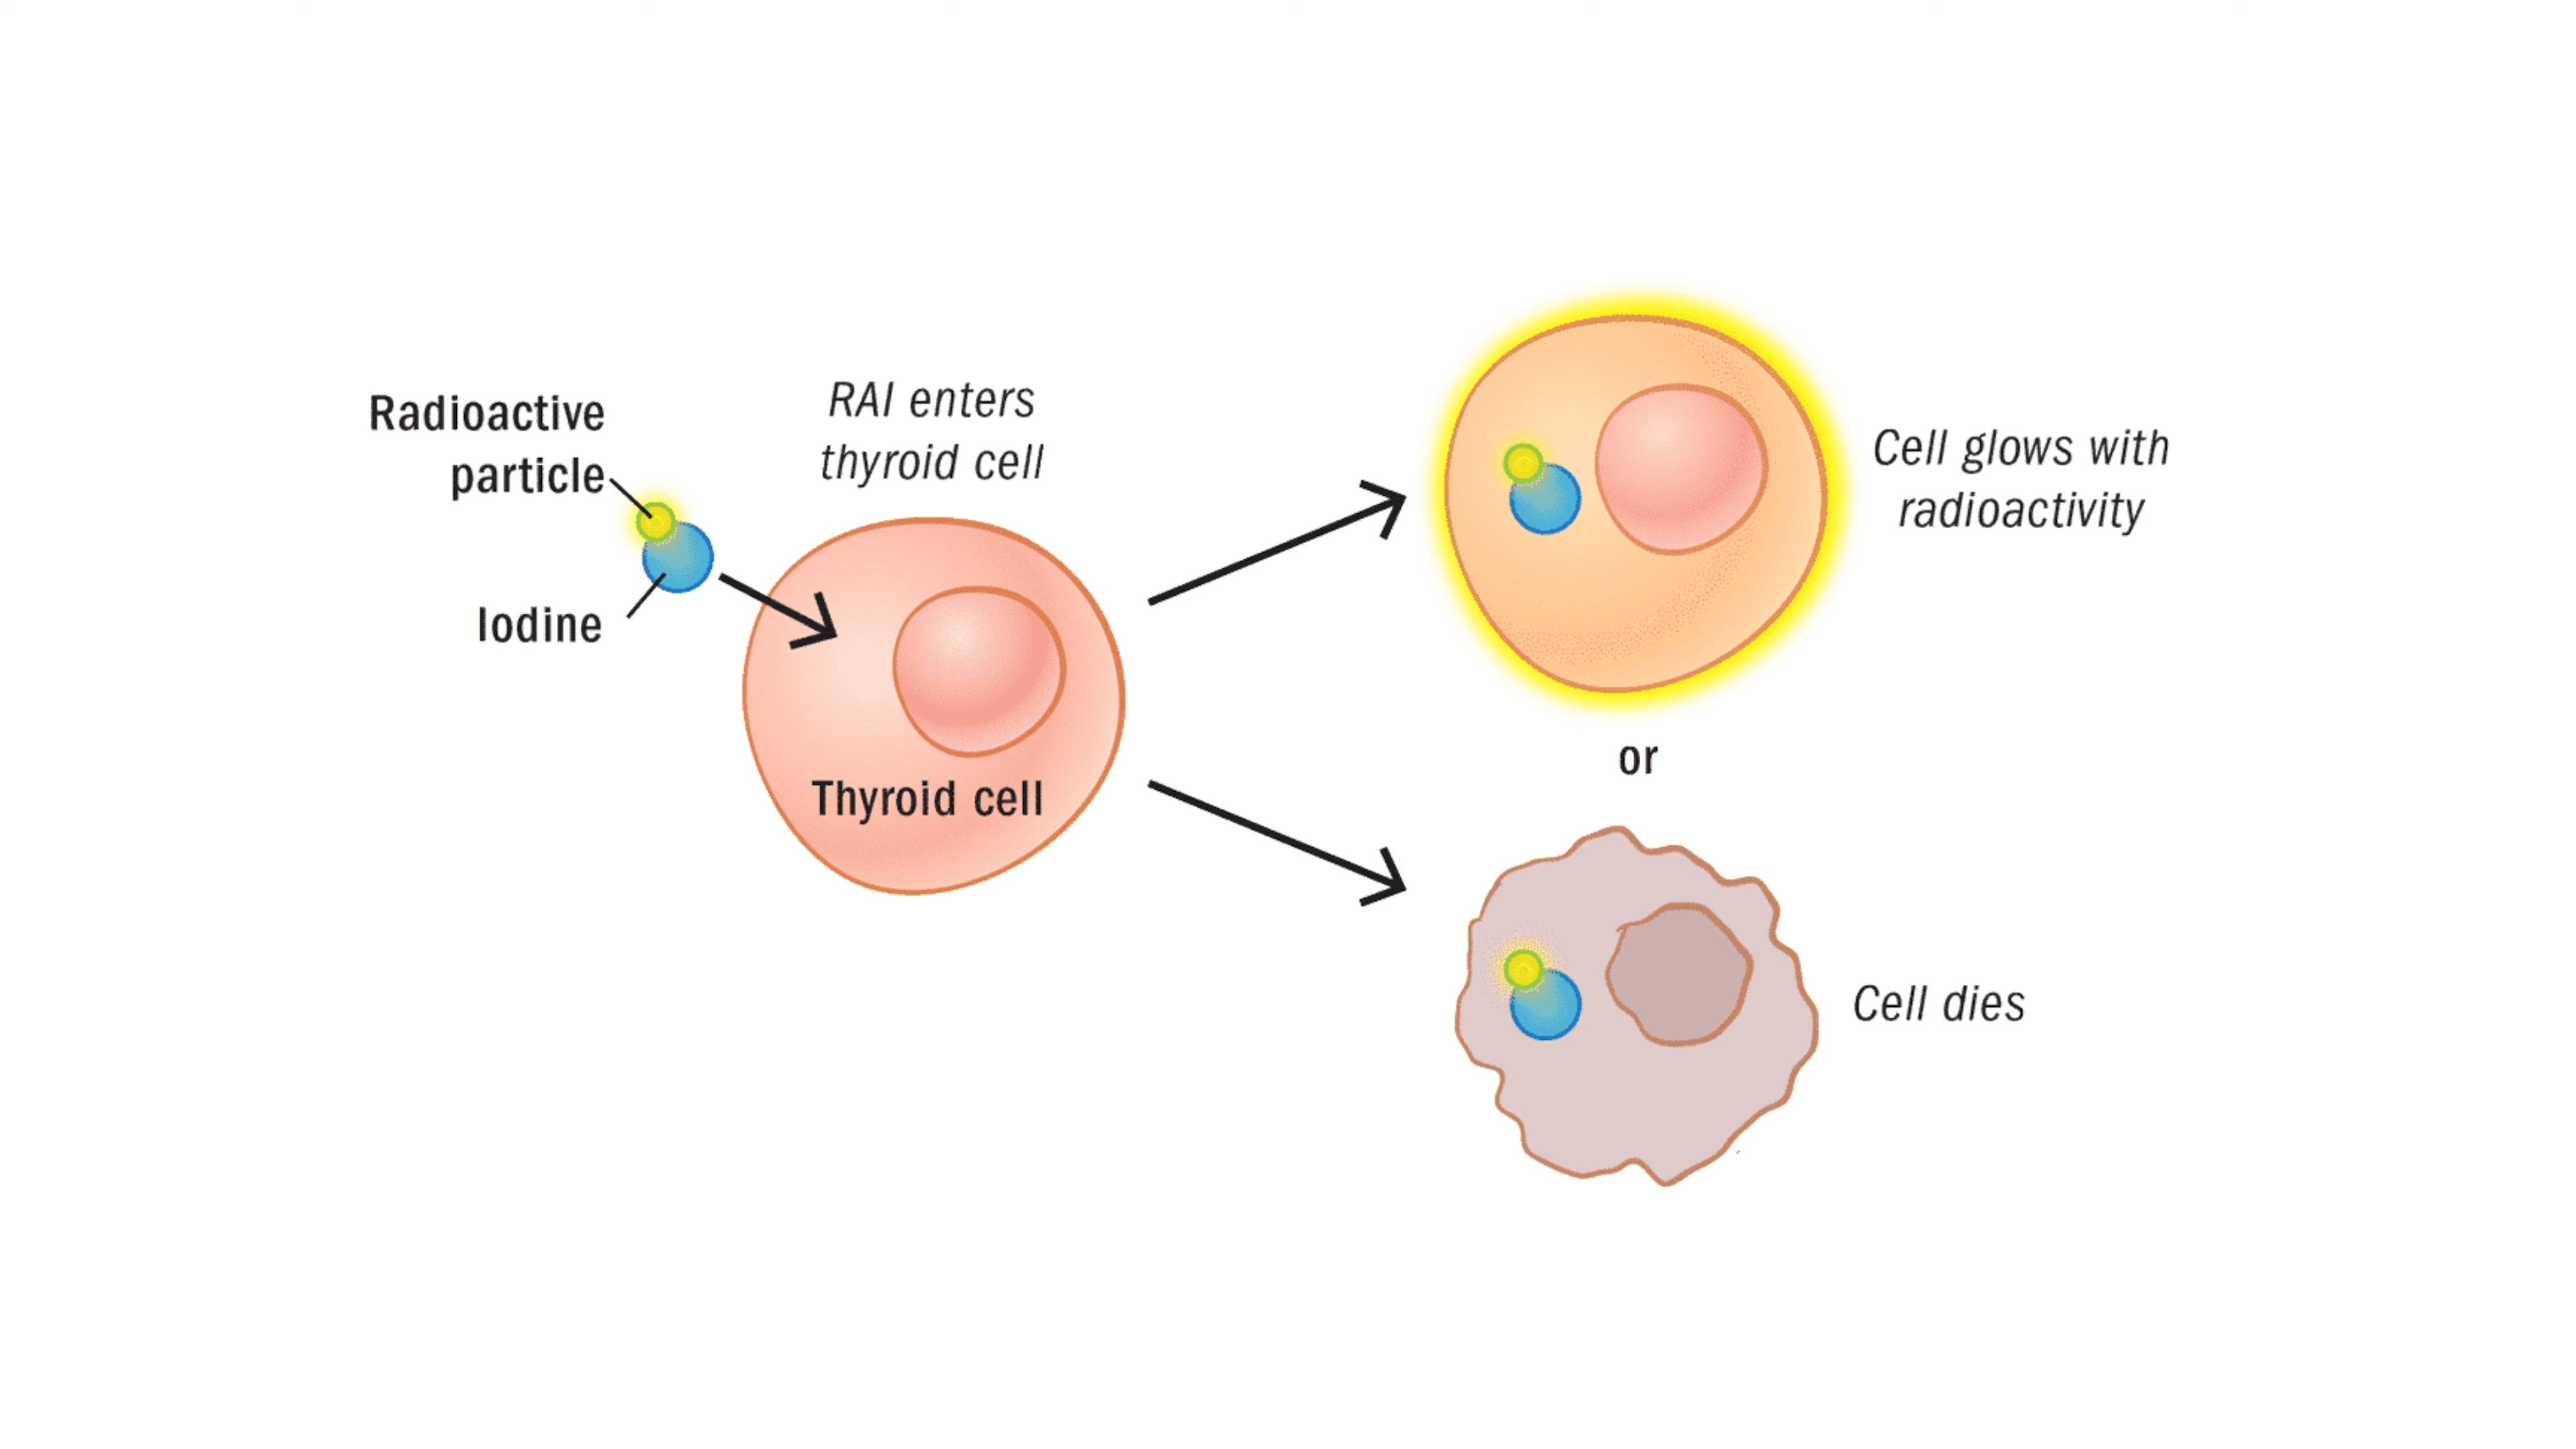 Radioactive
particle
Iodine
RAI enters
thyroid cell
Thyroid cell
Cell glows with
radioactivity
or
Cell dies